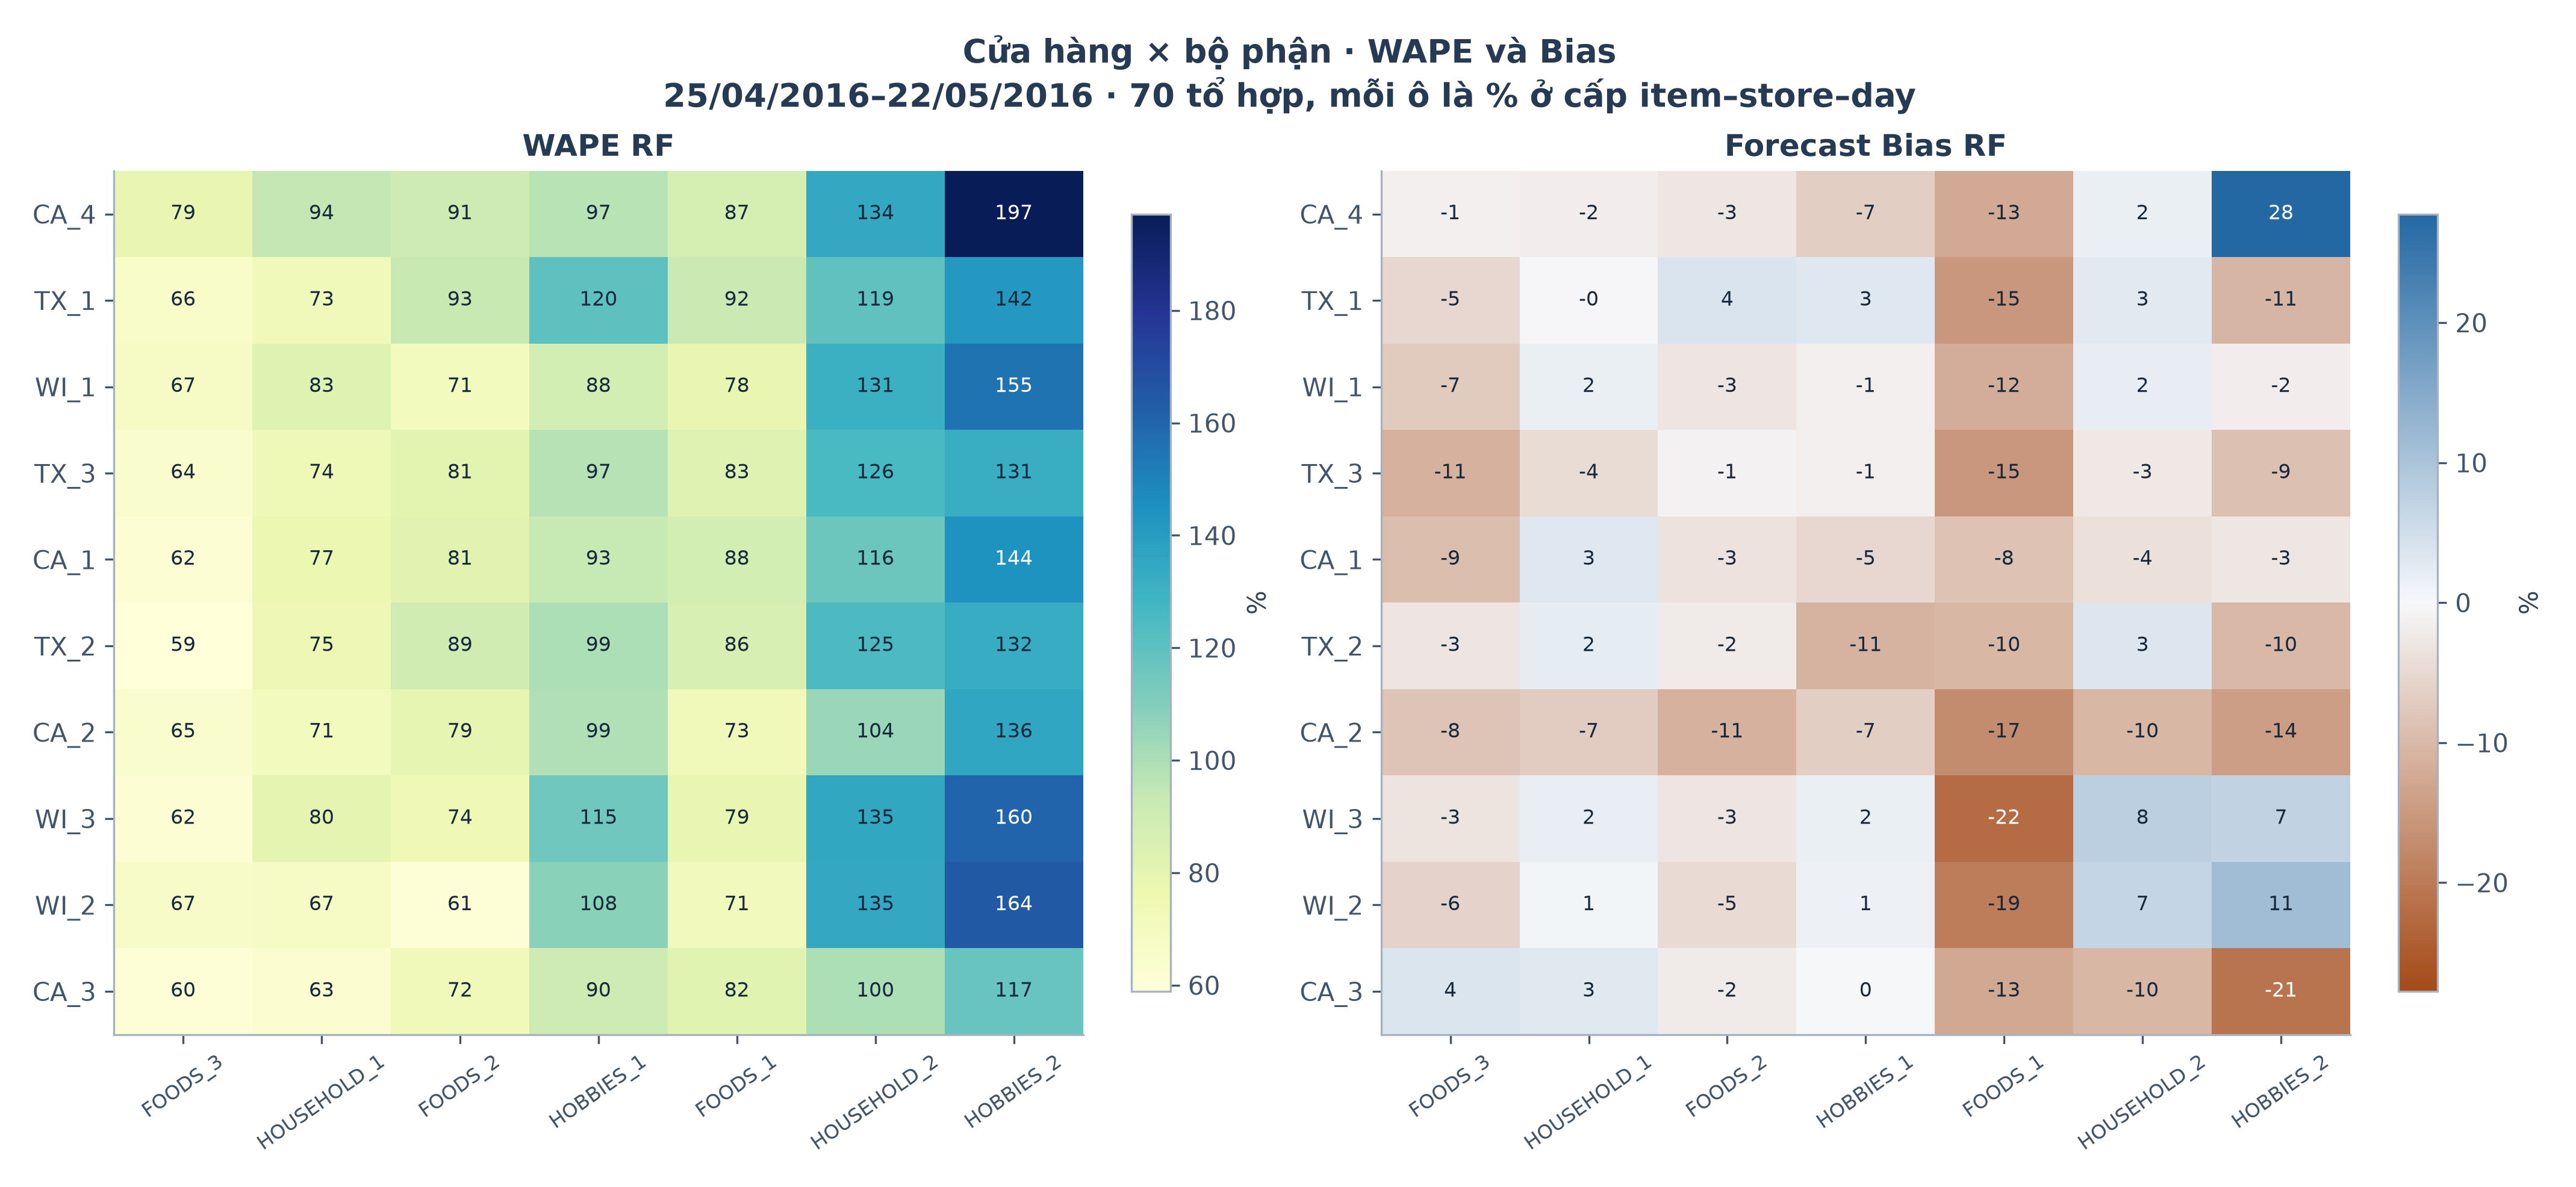 Cửa hàng × bộ phận · WAPE và Bias
25/04/2016–22/05/2016 · 70 tổ hợp, mỗi ô là % ở cấp item–store–day
WAPE RF
CA_4 79 94 91 97 87 134 197
TX_1 66 73 93 120 92 119 142
WI_1 67 83 71 88 78 131 155
TX_3 64 74 81 97 83 126 131
CA_1 62 77 81 93 88 116 144
TX_2 59 75 89 99 86 125 132
CA_2 65 71 79 99 73 104 136
WI_3 62 80 74 115 79 135 160
WI_2 67 67 61 108 71 135 164
CA_3 60 63 72 90 82 100 117
FOODS_3 HOUSEHOLD_1 FOODS_2 HOBBIES_1 FOODS_1 HOUSEHOLD_2 HOBBIES_2
180
160
140
120
100
80
60
%
Forecast Bias RF
CA_4 -1 -2 -3 -7 -13 2 28
TX_1 -5 -0 4 3 -15 3 -11
WI_1 -7 2 -3 -1 -12 2 -2
TX_3 -11 -4 -1 -1 -15 -3 -9
CA_1 -9 3 -3 -5 -8 -4 -3
TX_2 -3 2 -2 -11 -10 3 -10
CA_2 -8 -7 -11 -7 -17 -10 -14
WI_3 -3 2 -3 2 -22 8 7
WI_2 -6 1 -5 1 -19 7 11
CA_3 4 3 -2 0 -13 -10 -21
FOODS_3 HOUSEHOLD_1 FOODS_2 HOBBIES_1 FOODS_1 HOUSEHOLD_2 HOBBIES_2
20
10
0
−10
−20
%